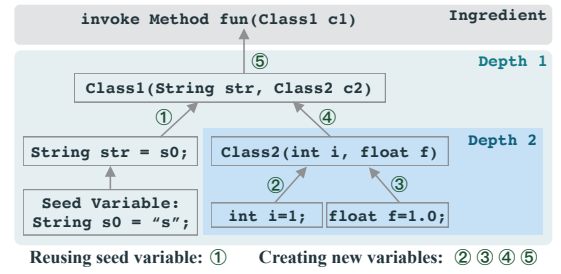 Ingredient
invoke Method fun(Class1 c1)
⑤
Depth 1
Class1(String str, Class2 c2)
① ④
Depth 2
String str = s0; Class2(int i, float f)
② ③
Seed Variable:
String s0 = “s”;
int i=1; float f=1.0;
Reusing seed variable: ① Creating new variables: ② ③ ④ ⑤